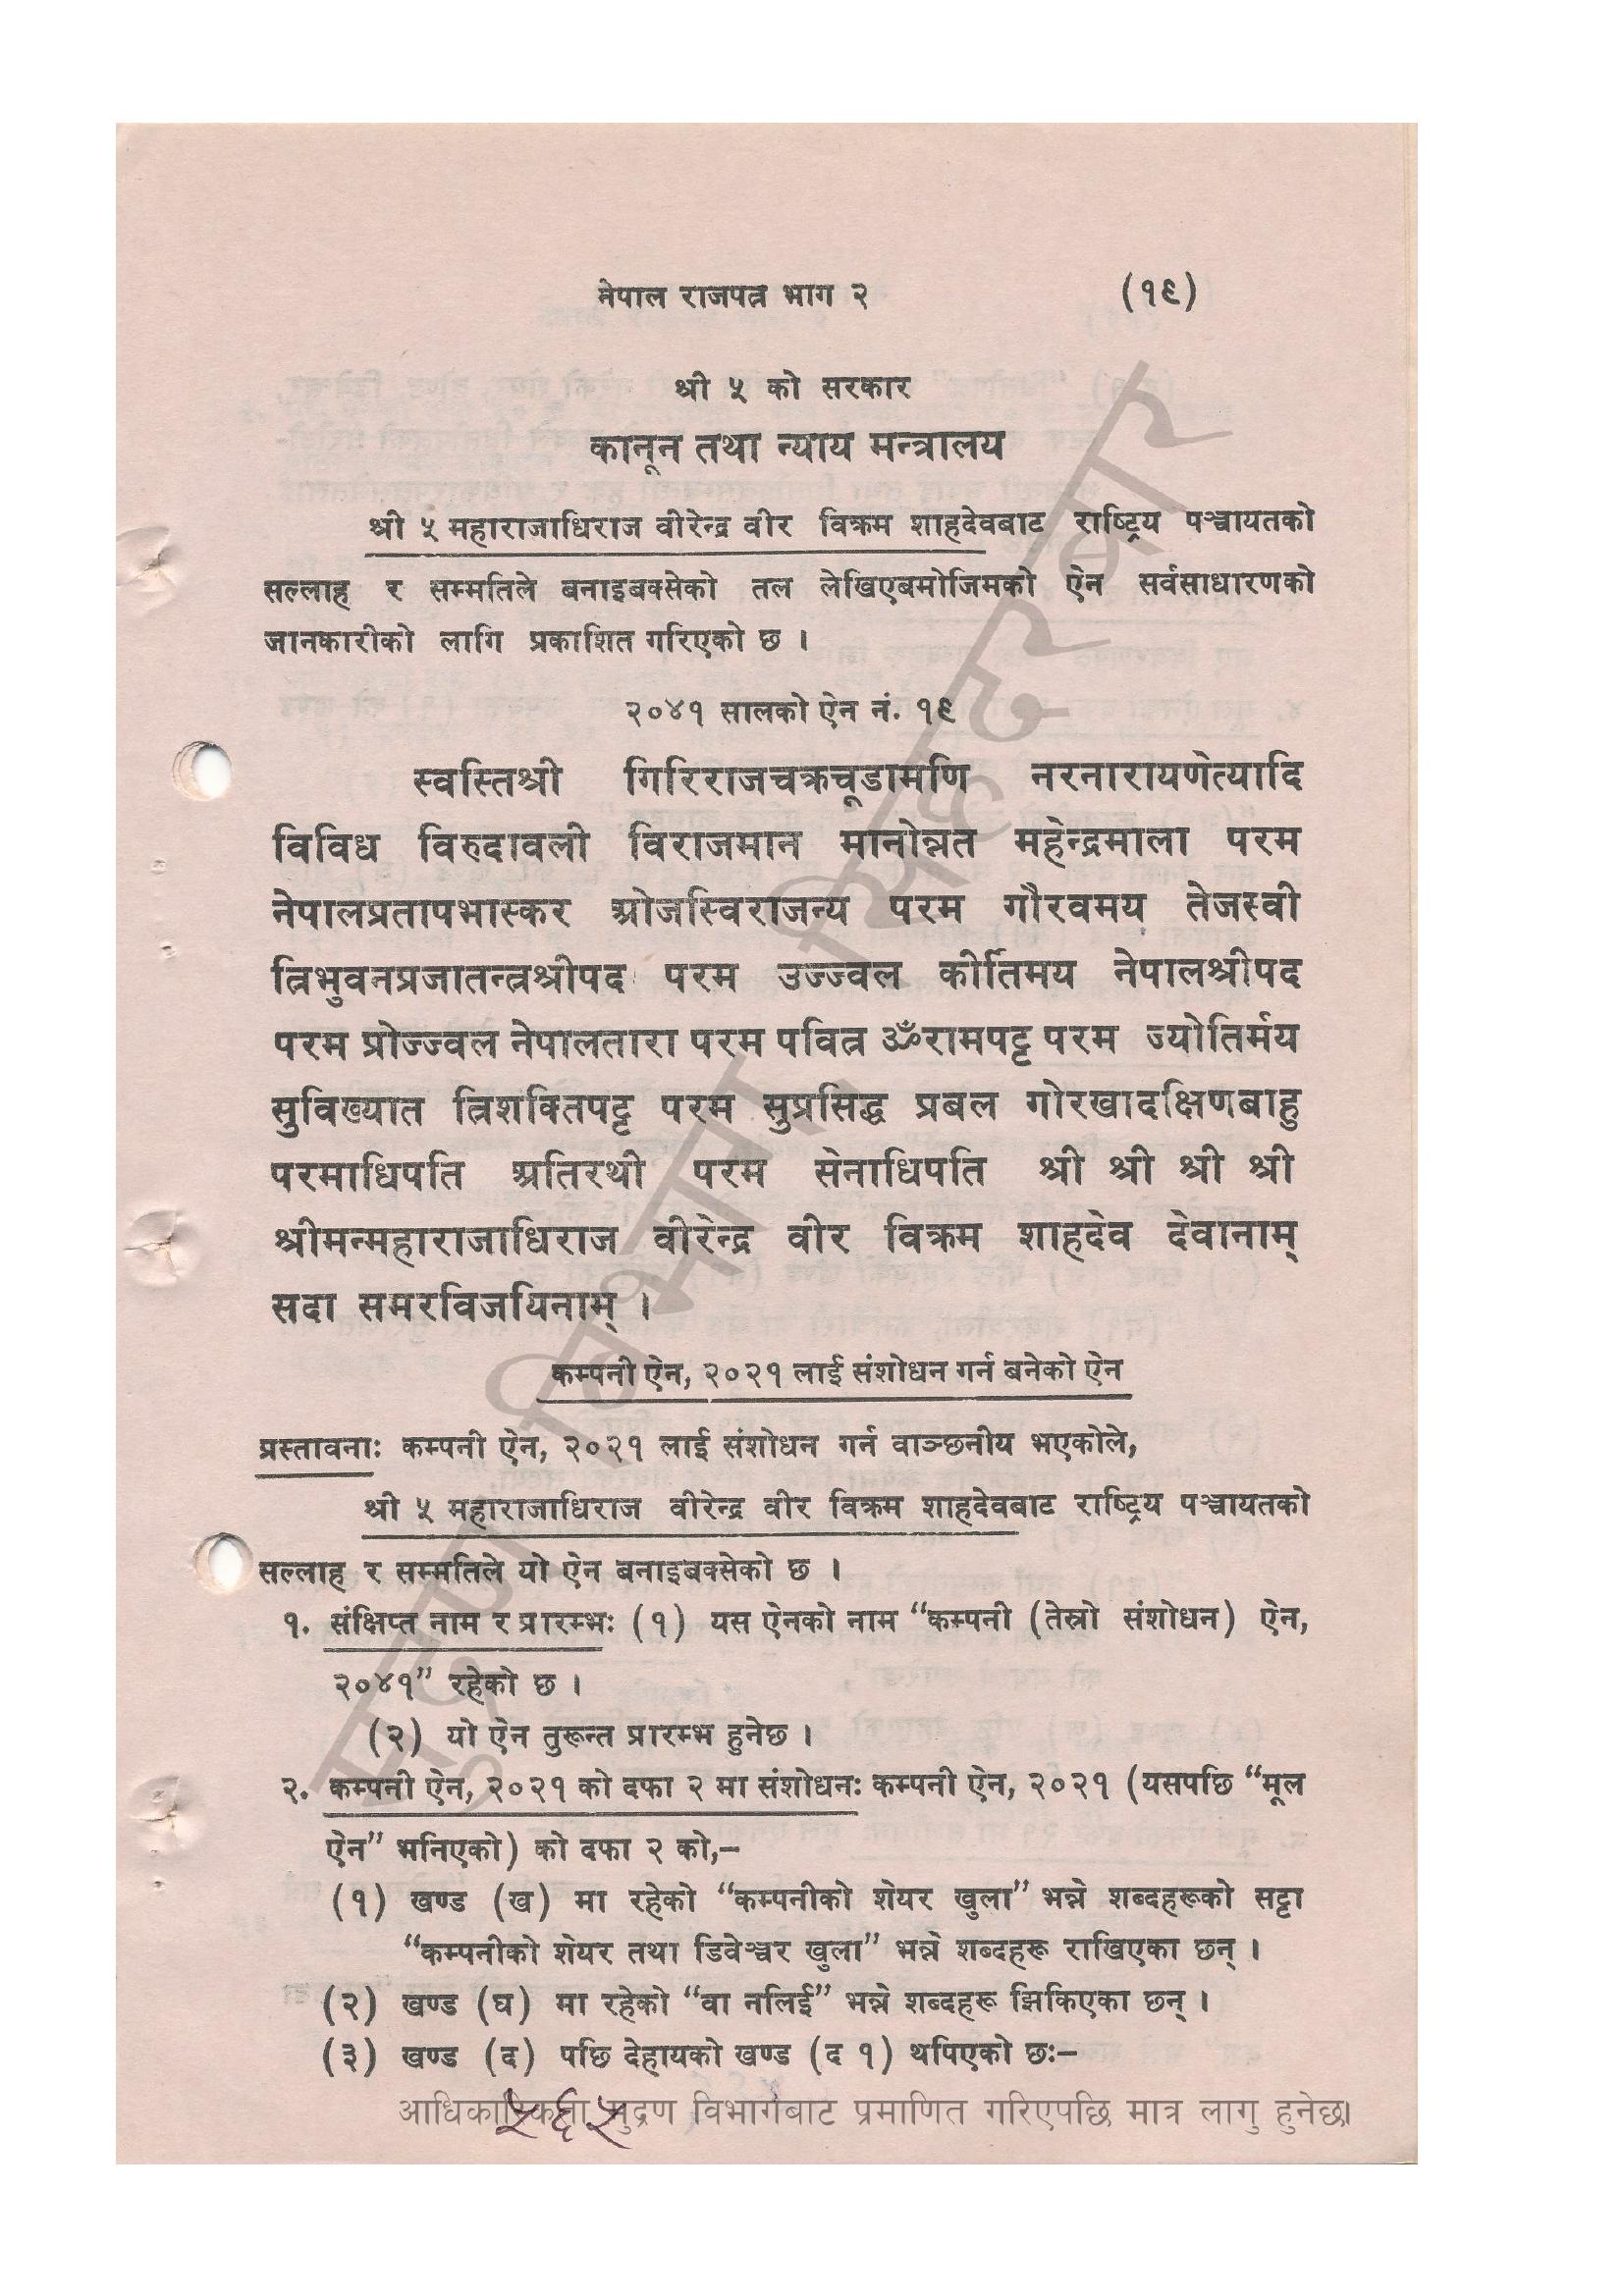 नेपाल राजपत्र भाग २ (१९)
श्री ५ को सरकार
कानून तथा न्याय मन्त्रालय
श्री ५ महाराजाधिराज वीरेन्द्र वीर विक्रम शाहदेवबाट राष्ट्रिय पञ्चायतको
सल्लाह र सम्मतिले बनाइबक्सेको तल लेखिएबमोजिमको ऐन सर्वसाधारणको
जानकारीको लागि प्रकाशित गरिएको छ ।
२०४१ सालको ऐन नं. १९
स्वस्तिश्री गिरिराजचक्रचूडामणि नरनारायणेत्यादि
विविध विरुदावली विराजमान मानोन्नत महेन्द्रमाला परम
नेपालप्रतापभास्कर ओजस्विराजन्य परम गौरवमय तेजस्वी
त्रिभुवनप्रजातन्त्रश्रीपद परम उज्ज्वल कीर्तिमय नेपालश्रीपद
परम प्रोज्ज्वल नेपालतारा परम पवित्र ॐरामपट्ट परम ज्योतिर्मय
सुविख्यात त्रिशक्तिपट्ट परम सुप्रसिद्ध प्रबल गोरखादक्षिणबाहु
परमाधिपति अतिरथी परम सेनाधिपति श्री श्री श्री श्री
श्रीमन्महाराजाधिराज वीरेन्द्र वीर विक्रम शाहदेव देवानाम्
सदा समरविजयिनाम् ।
कम्पनी ऐन, २०२१ लाई संशोधन गर्न बनेको ऐन
प्रस्तावनाः कम्पनी ऐन, २०२१ लाई संशोधन गर्न वाञ्छनीय भएकोले,
श्री ५ महाराजाधिराज वीरेन्द्र वीर विक्रम शाहदेवबाट राष्ट्रिय पञ्चायतको
सल्लाह र सम्मतिले यो ऐन बनाइबक्सेको छ ।
१. संक्षिप्त नाम र प्रारम्भः (१) यस ऐनको नाम “कम्पनी (तेस्रो संशोधन) ऐन,
२०४१” रहेको छ ।
(२) यो ऐन तुरून्त प्रारम्भ हुनेछ ।
२. कम्पनी ऐन, २०२१ को दफा २ मा संशोधनः कम्पनी ऐन, २०२१ (यसपछि “मूल
ऐन” भनिएको) को दफा २ को,–
(१) खण्ड (ख) मा रहेको “कम्पनीको शेयर खुला” भन्ने शब्दहरूको सट्टा
“कम्पनीको शेयर तथा डिवेञ्चर खुला” भन्ने शब्दहरू राखिएका छन् ।
(२) खण्ड (घ) मा रहेको “वा नलिई” भन्ने शब्दहरू झिकिएका छन् ।
(३) खण्ड (द) पछि देहायको खण्ड (द १) थपिएको छः–
आधिकारिकता मुद्रण विभागबाट प्रमाणित गरिएपछि मात्र लागु हुनेछ।
५६५
मुद्रण विभाग, सिंहदरबार